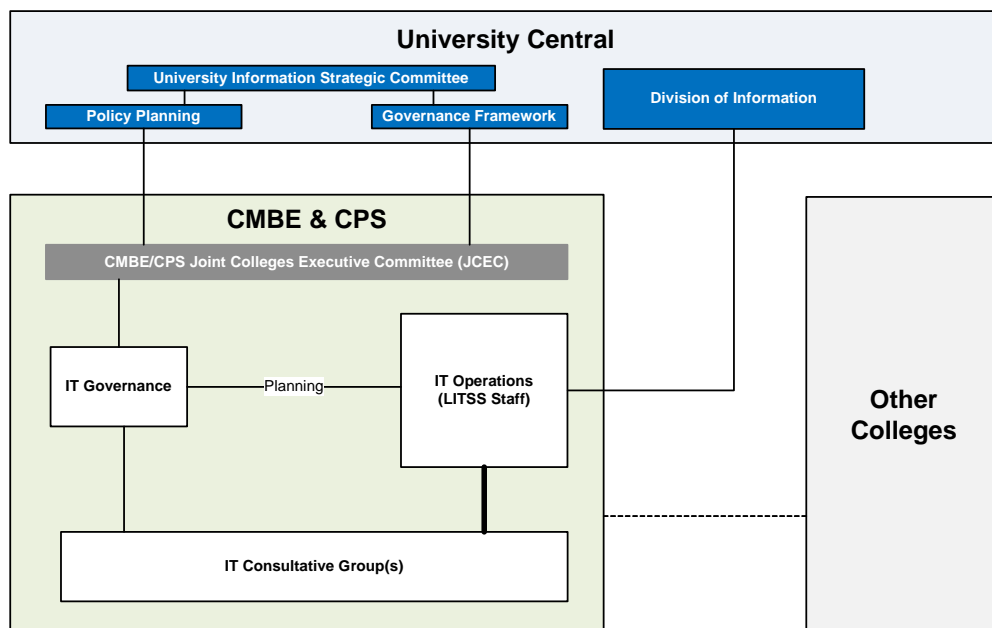 University Central
University Information Strategic Committee
Policy Planning
Governance Framework
Division of Information
CMBE & CPS
CMBE/CPS Joint Colleges Executive Committee (JCEC)
IT Governance
Planning
IT Operations
(LITSS Staff)
Other
Colleges
IT Consultative Group(s)